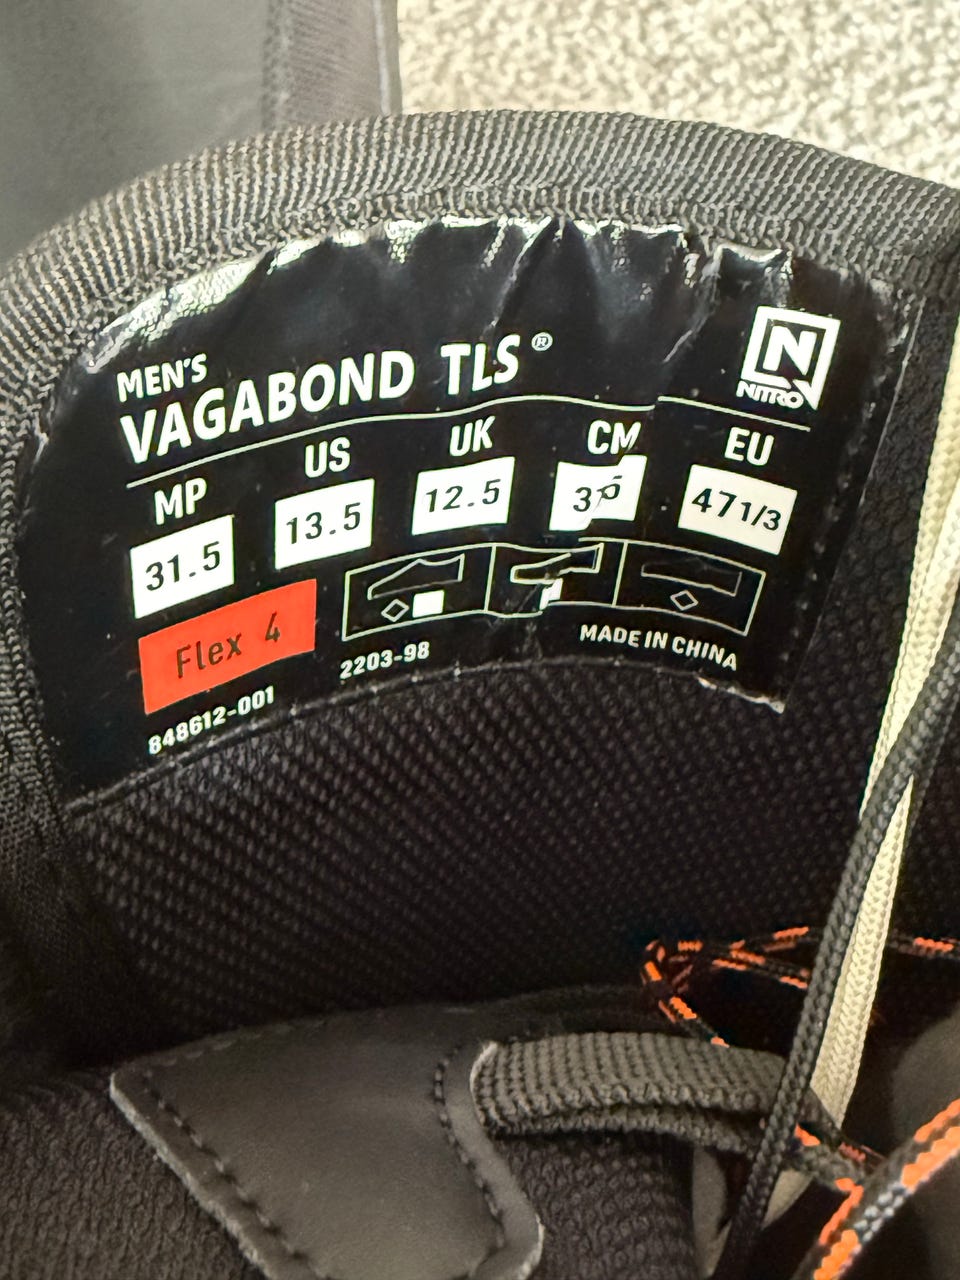 MEN'S
VAGABOND TLS®
N
NITRO
MP US UK CM EU
31.5 13.5 12.5 47 1/3
Flex 4
848612-001
2203-98
MADE IN CHINA